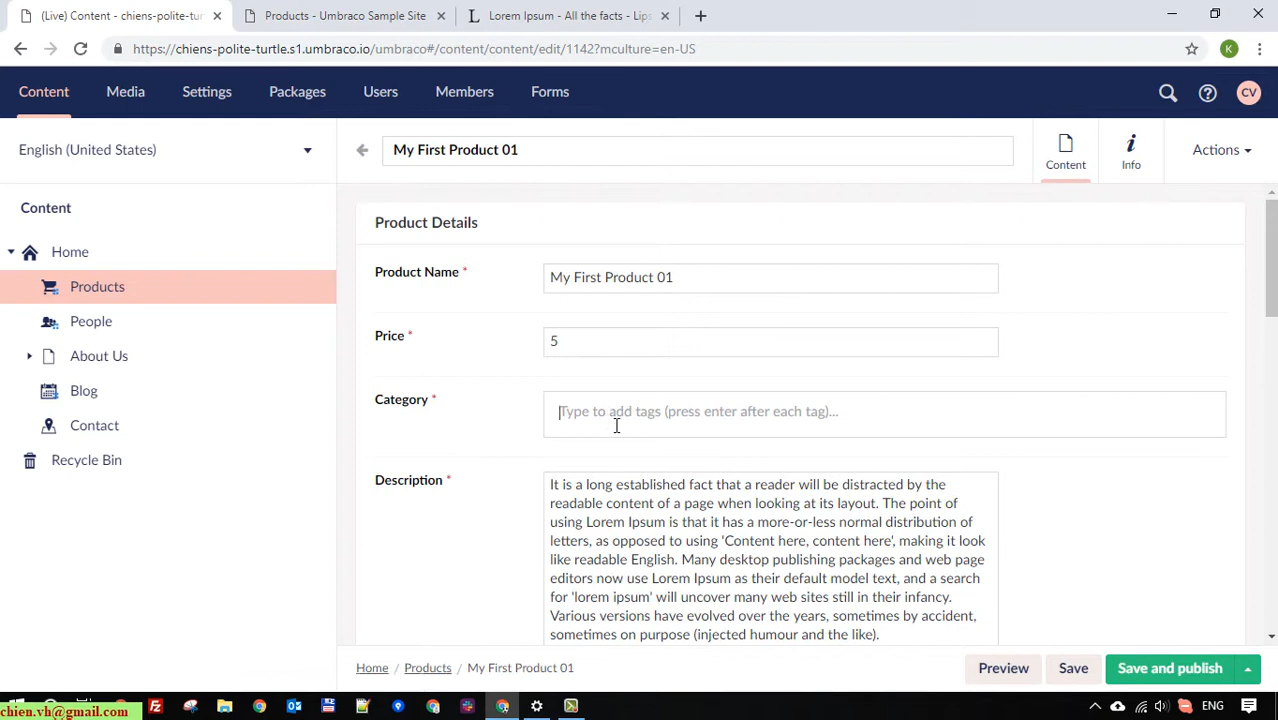 (Live) Content - chiens-polite-tur
Products - Umbraco Sample Site
Lorem Ipsum - All the facts - Lips
https://chiens-polite-turtle.s1.umbraco.io/umbraco#/content/content/edit/1142?mculture=en-US
K
Content
Media
Settings
Packages
Users
Members
Forms
CV
English (United States)
My First Product 01
Content
Info
Actions
Content
Home
Products
People
About Us
Blog
Contact
Recycle Bin
Product Details
Product Name *
My First Product 01
Price *
5
Category *
Type to add tags (press enter after each tag)...
Description *
It is a long established fact that a reader will be distracted by the
readable content of a page when looking at its layout. The point of
using Lorem Ipsum is that it has a more-or-less normal distribution of
letters, as opposed to using 'Content here, content here', making it look
like readable English. Many desktop publishing packages and web page
editors now use Lorem Ipsum as their default model text, and a search
for 'lorem ipsum' will uncover many web sites still in their infancy.
Various versions have evolved over the years, sometimes by accident,
sometimes on purpose (injected humour and the like).
Home / Products / My First Product 01
Preview
Save
Save and publish
chien.vh@gmail.com
ENG